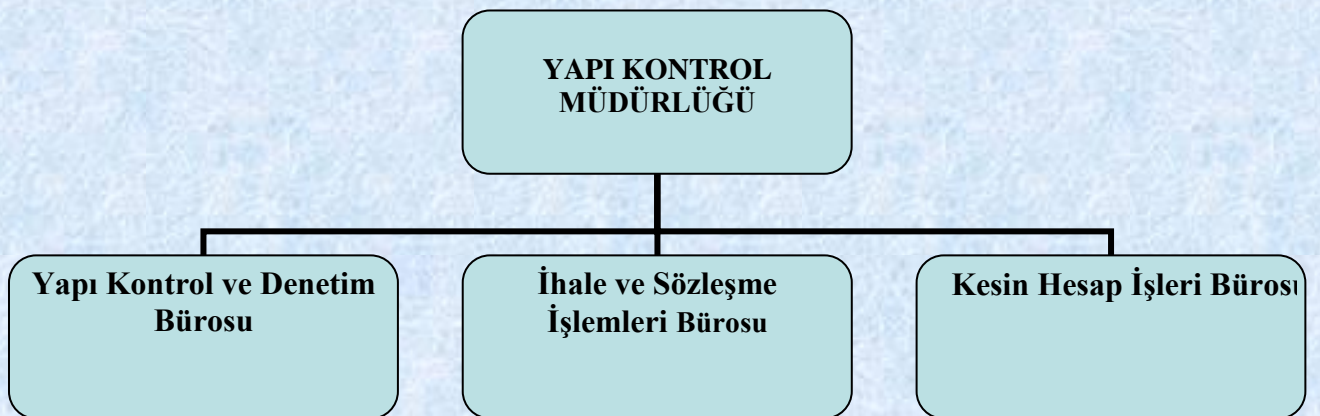 YAPI KONTROL
MÜDÜRLÜĞÜ
Yapı Kontrol ve Denetim
Bürosu
İhale ve Sözleşme
İşlemleri Bürosu
Kesin Hesap İşleri Bürosu